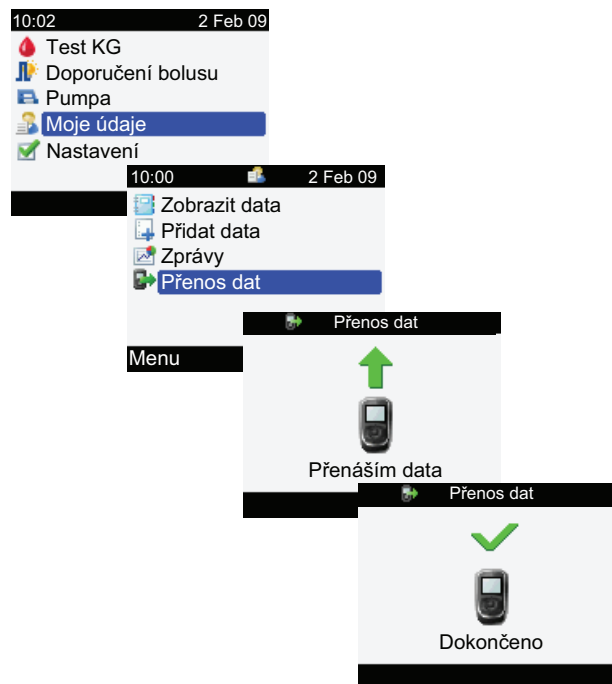 10:02 2 Feb 09
Test KG
Doporučení bolusu
Pumpa
Moje údaje
Nastavení
10:00 2 Feb 09
Zobrazit data
Přidat data
Zprávy
Přenos dat
Menu
Přenos dat
Přenáším data
Přenos dat
Dokončeno